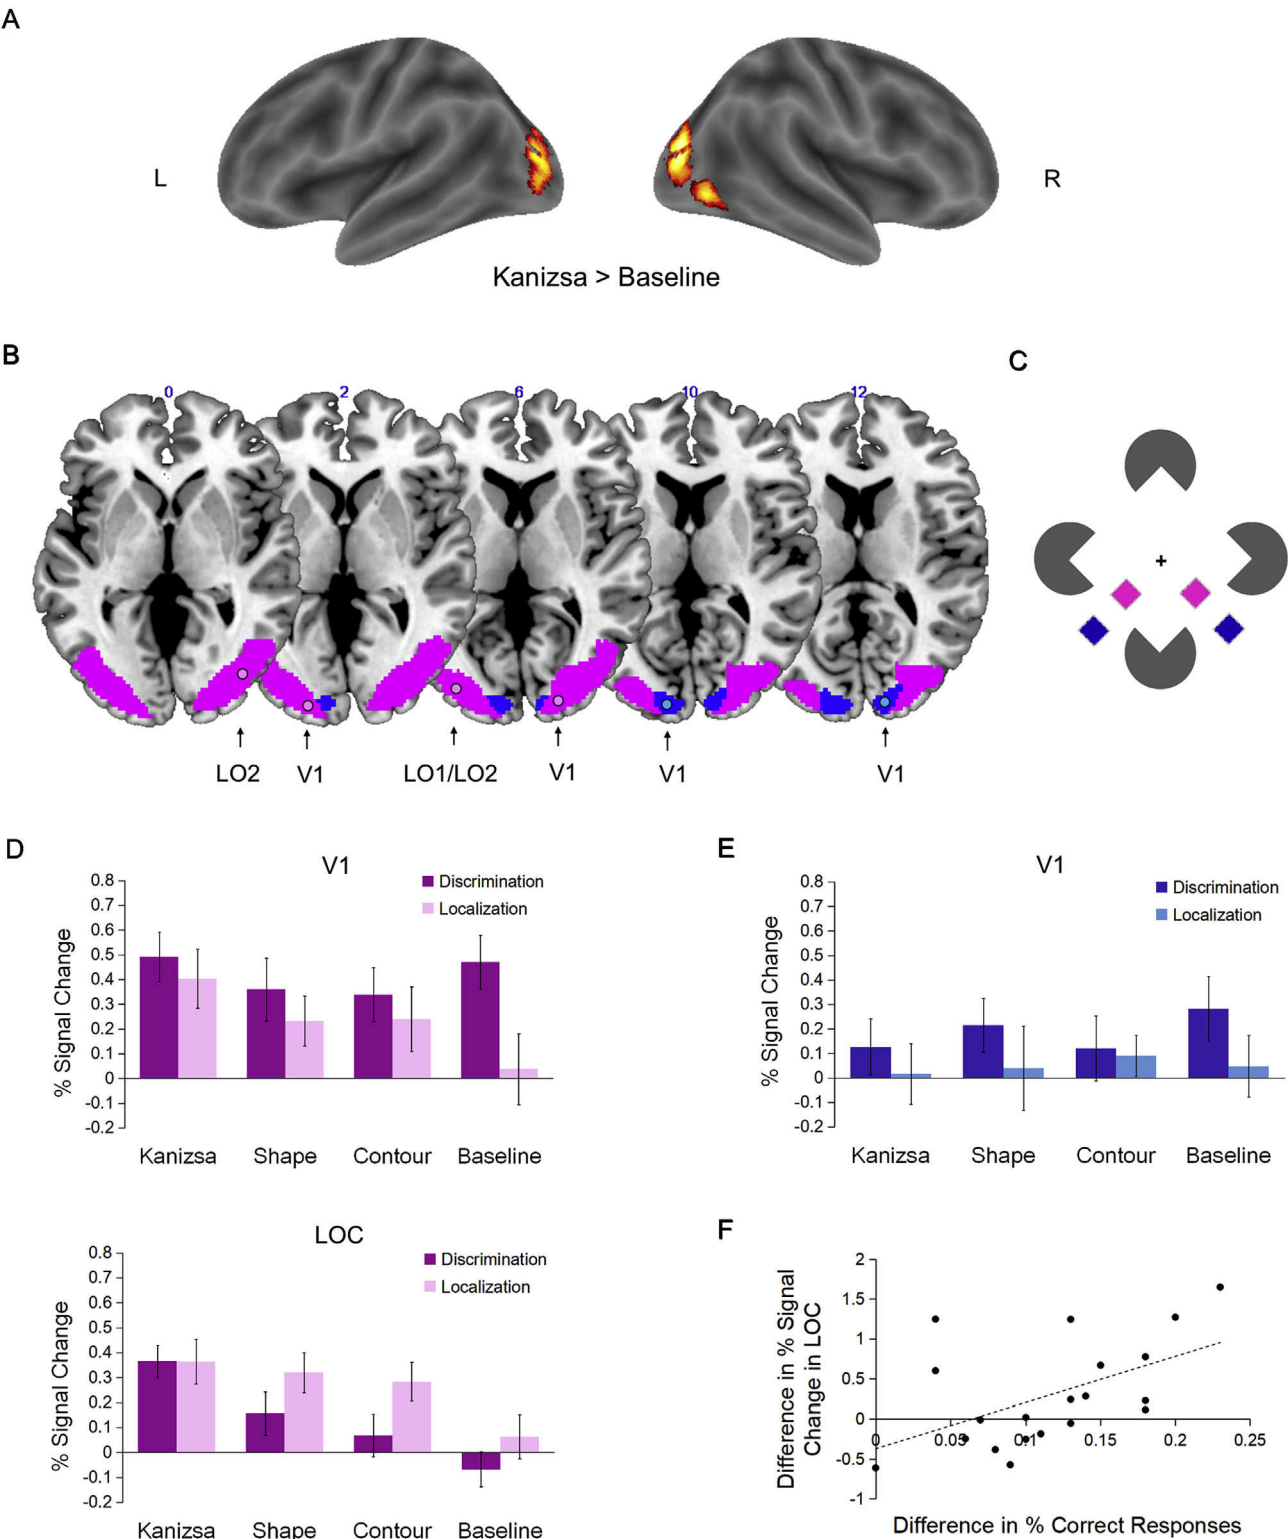 A
L
R
Kanizsa > Baseline
B
C
0 2 6 10 12
+
LO2 V1 LO1/LO2 V1 V1 V1
D
V1
Discrimination
Localization
% Signal Change
0.8
0.7
0.6
0.5
0.4
0.3
0.2
0.1
0
-0.1
-0.2
Kanizsa Shape Contour Baseline
E
V1
Discrimination
Localization
% Signal Change
0.8
0.7
0.6
0.5
0.4
0.3
0.2
0.1
0
-0.1
-0.2
Kanizsa Shape Contour Baseline
LOC
Discrimination
Localization
% Signal Change
0.8
0.7
0.6
0.5
0.4
0.3
0.2
0.1
0
-0.1
-0.2
Kanizsa Shape Contour Baseline
F
Difference in % Signal
Change in LOC
2
1.5
1
0.5
0
-0.5
-1
0 0.05 0.1 0.15 0.2 0.25
Difference in % Correct Responses